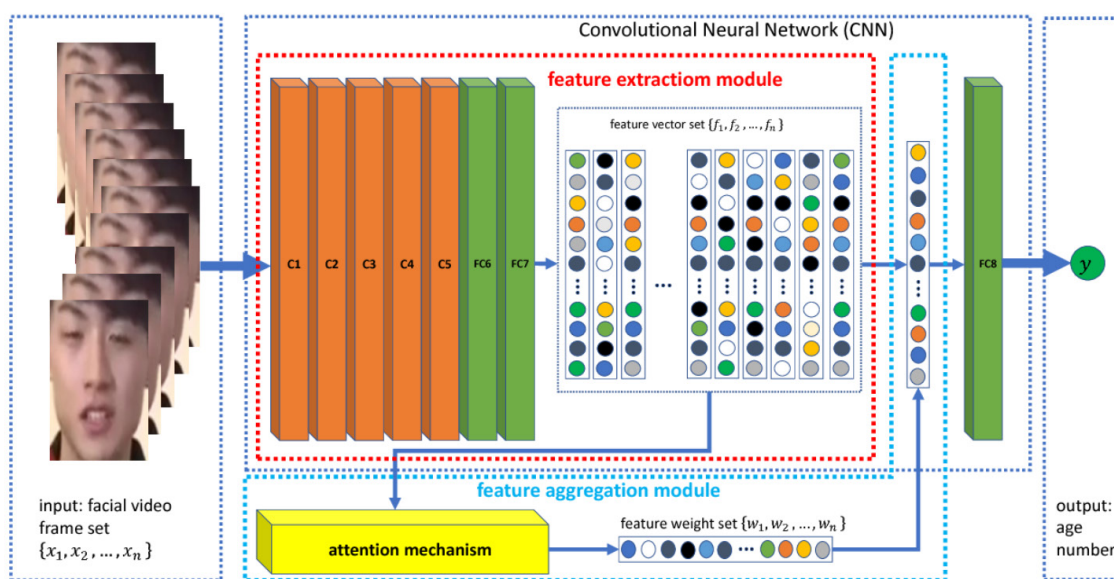 Convolutional Neural Network (CNN)
feature extractiom module
feature vector set {f₁, f₂, ..., fₙ}
C1 C2 C3 C4 C5 FC6 FC7
...
FC8
y
input: facial video
frame set
{x₁, x₂, ..., xₙ}
feature aggregation module
attention mechanism
feature weight set {w₁, w₂, ..., wₙ}
output:
age
number